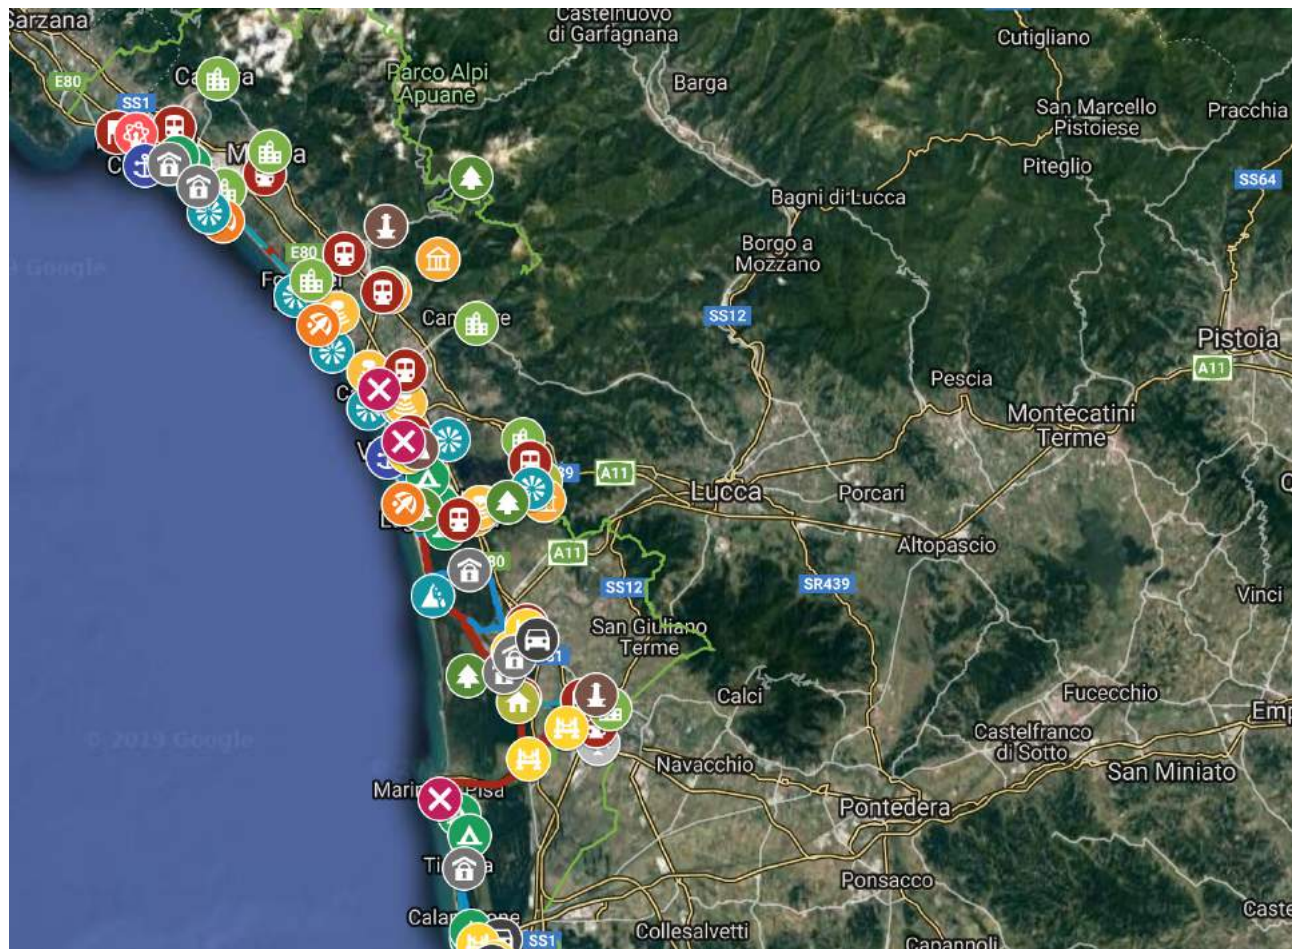 Sarzana
Castelnuovo
di Garfagnana
Cutigliano
E80
Parco Alpi
Apuane
Barga
SS1
San Marcello
Pistoiese
Pracchia
Piteglio
SS64
Bagni di Lucca
E80
Borgo a
Mozzano
Google
SS12
Pistoia
A11
Pescia
Montecatini
Terme
A11
Lucca
Porcari
A11
Altopascio
SS12
SR439
Vinci
San Giuliano
Terme
Calci
Fucecchio
© 2019 Google
Castelfranco
di Sotto
Navacchio
San Miniato
Pontedera
Ponsacco
Collesalvetti
SS1
Capannoli